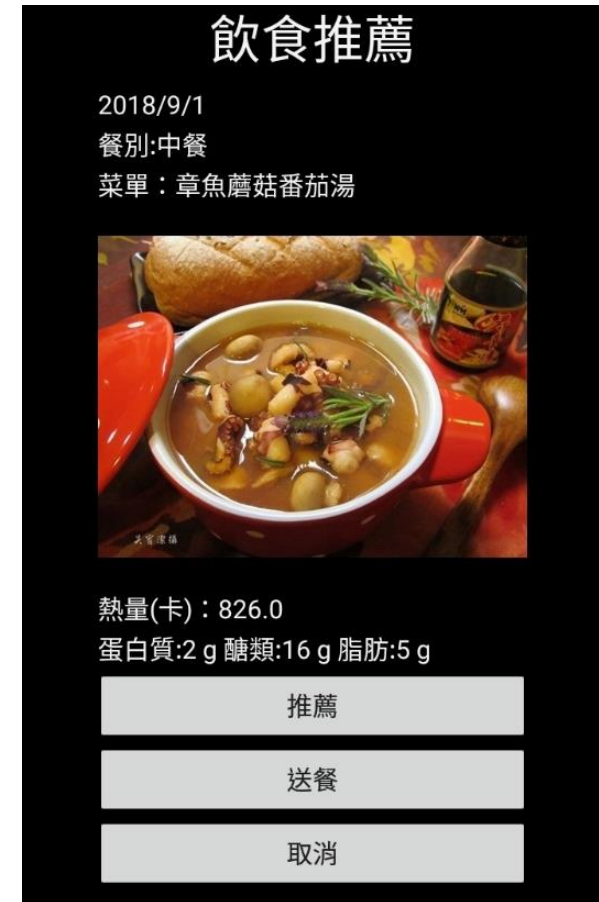 飲食推薦
2018/9/1
餐別:中餐
菜單：章魚蘑菇番茄湯
熱量(卡)：826.0
蛋白質:2 g 醣類:16 g 脂肪:5 g
推薦
送餐
取消